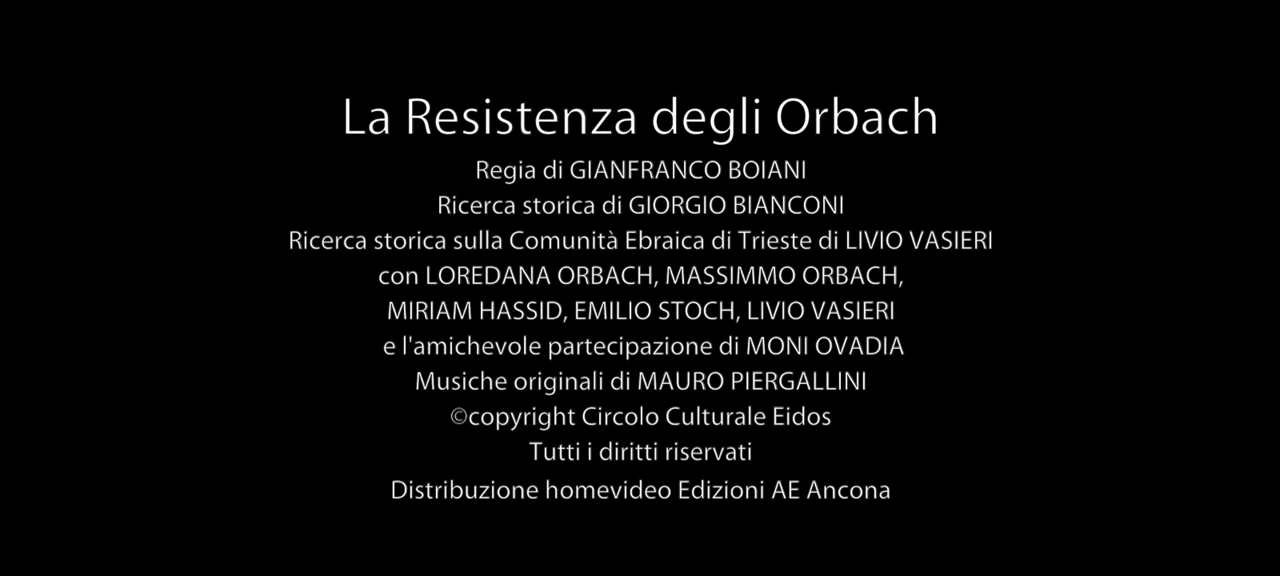 La Resistenza degli Orbach
Regia di GIANFRANCO BOIANI
Ricerca storica di GIORGIO BIANCONI
Ricerca storica sulla Comunità Ebraica di Trieste di LIVIO VASIERI
con LOREDANA ORBACH, MASSIMMO ORBACH,
MIRIAM HASSID, EMILIO STOCH, LIVIO VASIERI
e l'amichevole partecipazione di MONI OVADIA
Musiche originali di MAURO PIERGALLINI
©copyright Circolo Culturale Eidos
Tutti i diritti riservati
Distribuzione homevideo Edizioni AE Ancona